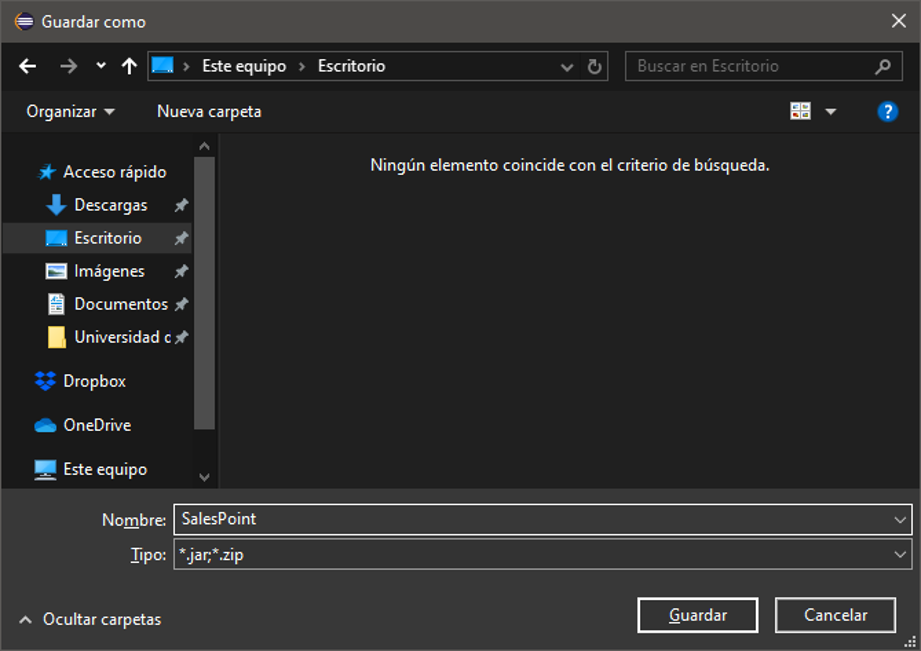 Guardar como
Este equipo Escritorio
Buscar en Escritorio
Organizar
Nueva carpeta
?
Acceso rápido
Descargas
Escritorio
Imágenes
Documentos
Universidad c
Dropbox
OneDrive
Este equipo
Ningún elemento coincide con el criterio de búsqueda.
Nombre: SalesPoint
Tipo: *.jar;*.zip
Ocultar carpetas
Guardar
Cancelar